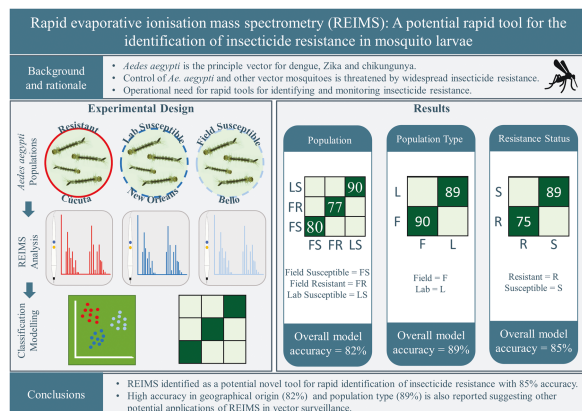 Rapid evaporative ionisation mass spectrometry (REIMS): A potential rapid tool for the
identification of insecticide resistance in mosquito larvae
Background
and rationale
• Aedes aegypti is the principle vector for dengue, Zika and chikungunya.
• Control of Ae. aegypti and other vector mosquitoes is threatened by widespread insecticide resistance.
• Operational need for rapid tools for identifying and monitoring insecticide resistance.
Experimental Design
Aedes aegypti
Populations
Resistant
Cucuta
Lab Susceptible
New Orleans
Field Susceptible
Bello
REIMS
Analysis
Classification
Modelling
Results
Population
LS
FR
FS
90
77
80
FS FR LS
Field Susceptible = FS
Field Resistant = FR
Lab Susceptible = LS
Overall model
accuracy = 82%
Population Type
L
F
89
90
F L
Field = F
Lab = L
Overall model
accuracy = 89%
Resistance Status
S
R
89
75
R S
Resistant = R
Susceptible = S
Overall model
accuracy = 85%
Conclusions
• REIMS identified as a potential novel tool for rapid identification of insecticide resistance with 85% accuracy.
• High accuracy in geographical origin (82%) and population type (89%) is also reported suggesting other
potential applications of REIMS in vector surveillance.